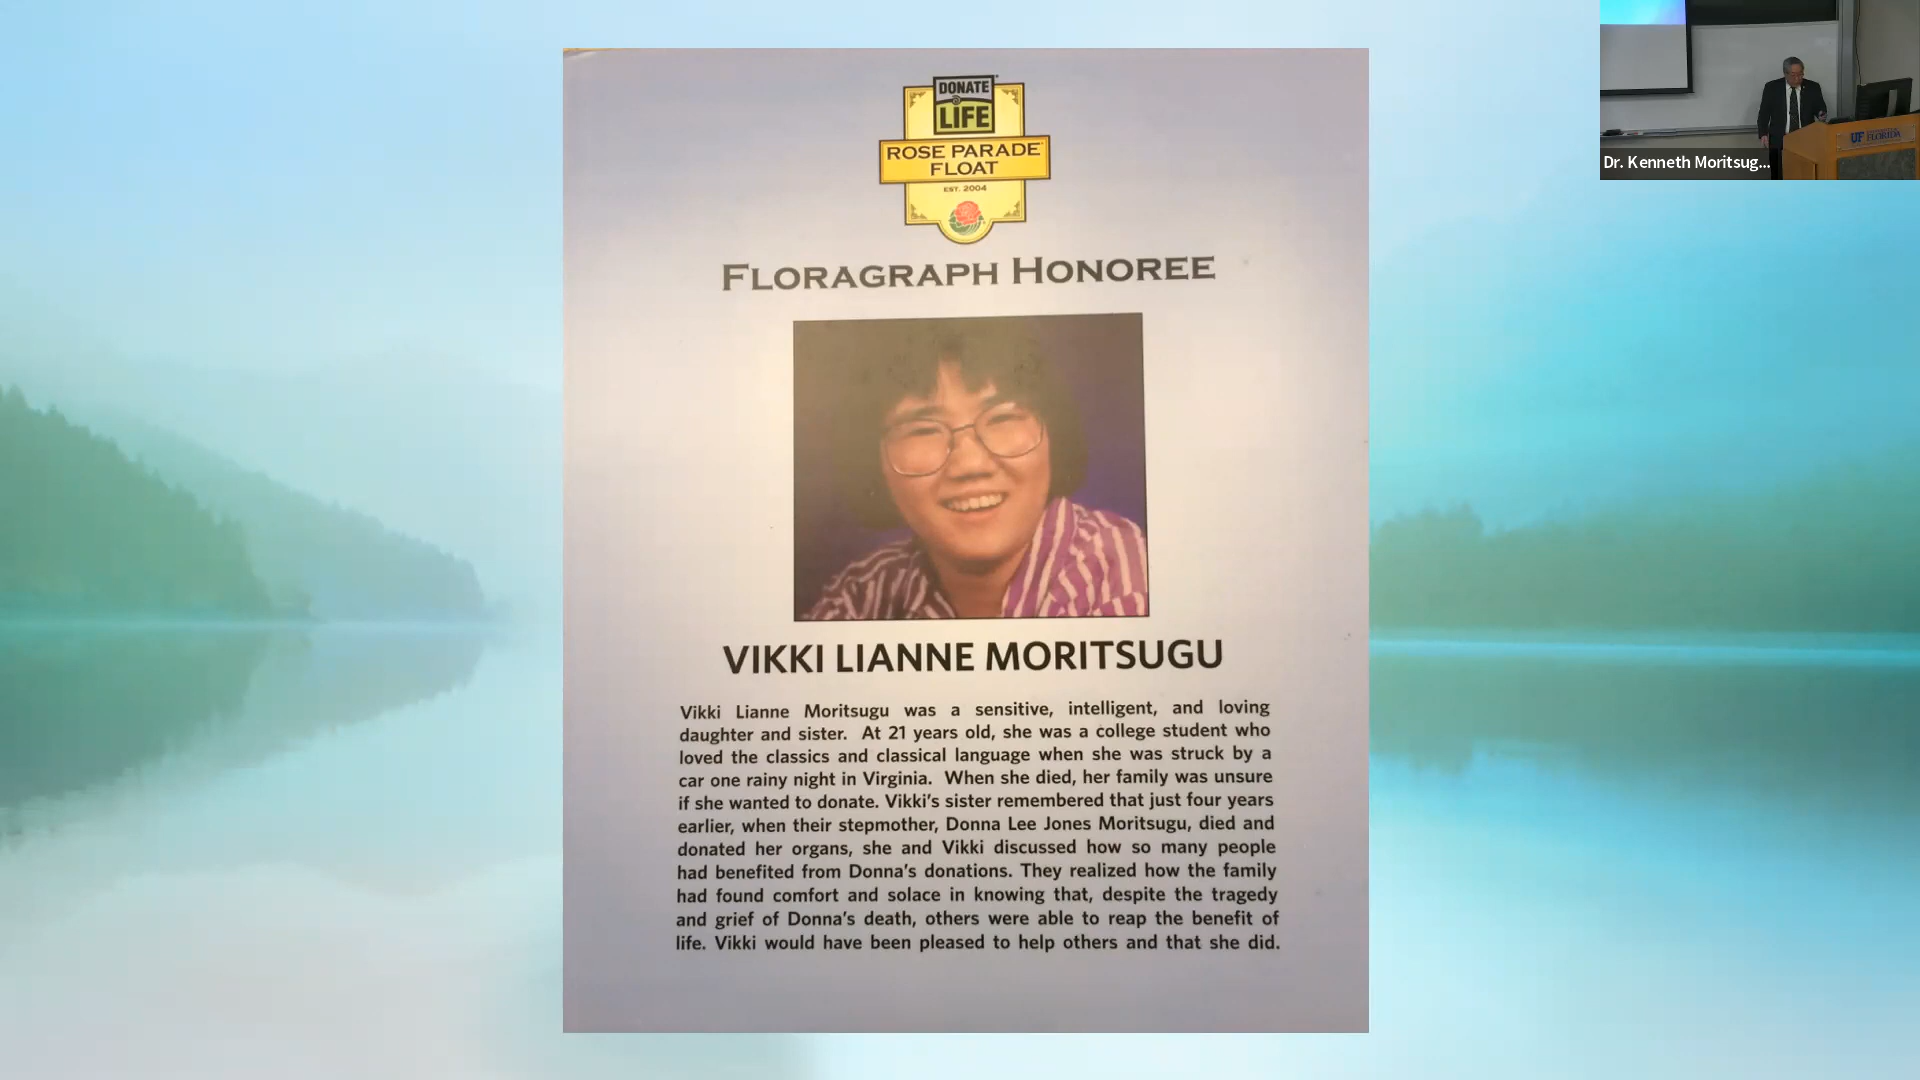 DONATE
LIFE
ROSE PARADE
FLOAT
EST. 2004
FLORAGRAPH HONOREE
VIKKI LIANNE MORITSUGU
Vikki Lianne Moritsugu was a sensitive, intelligent, and loving
daughter and sister. At 21 years old, she was a college student who
loved the classics and classical language when she was struck by a
car one rainy night in Virginia. When she died, her family was unsure
if she wanted to donate. Vikki's sister remembered that just four years
earlier, when their stepmother, Donna Lee Jones Moritsugu, died and
donated her organs, she and Vikki discussed how so many people
had benefited from Donna's donations. They realized how the family
had found comfort and solace in knowing that, despite the tragedy
and grief of Donna's death, others were able to reap the benefit of
life. Vikki would have been pleased to help others and that she did.
Dr. Kenneth Moritsug...
UF FLORIDA